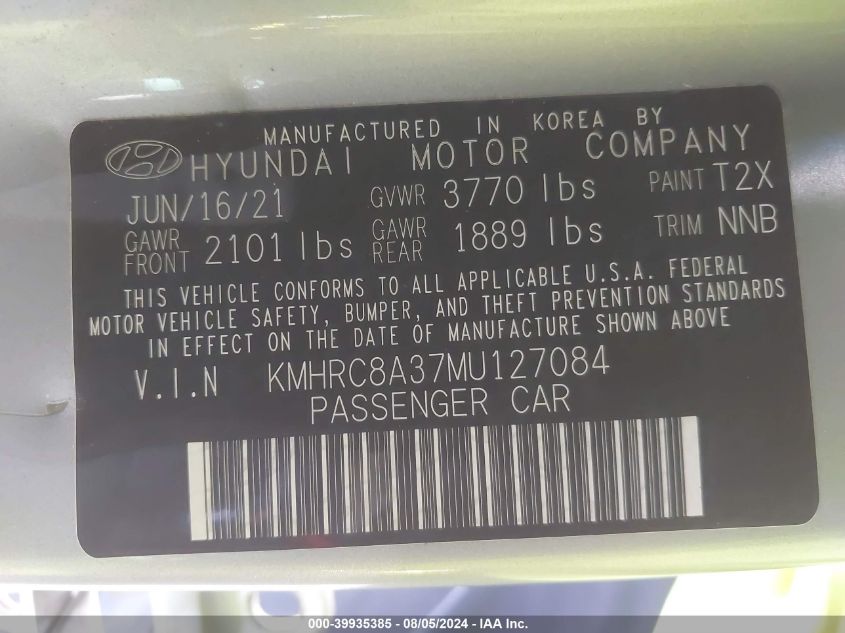 MANUFACTURED IN KOREA BY
HYUNDAI MOTOR COMPANY
JUN/16/21 GVWR 3770 lbs PAINT T2X
GAWR FRONT 2101 lbs GAWR REAR 1889 lbs TRIM NNB
THIS VEHICLE CONFORMS TO ALL APPLICABLE U.S.A. FEDERAL
MOTOR VEHICLE SAFETY, BUMPER, AND THEFT PREVENTION STANDARDS
IN EFFECT ON THE DATE OF MANUFACTURE SHOWN ABOVE
V.I.N KMHRC8A37MU127084
PASSENGER CAR
000-39935385 - 08/05/2024 - IAA Inc.